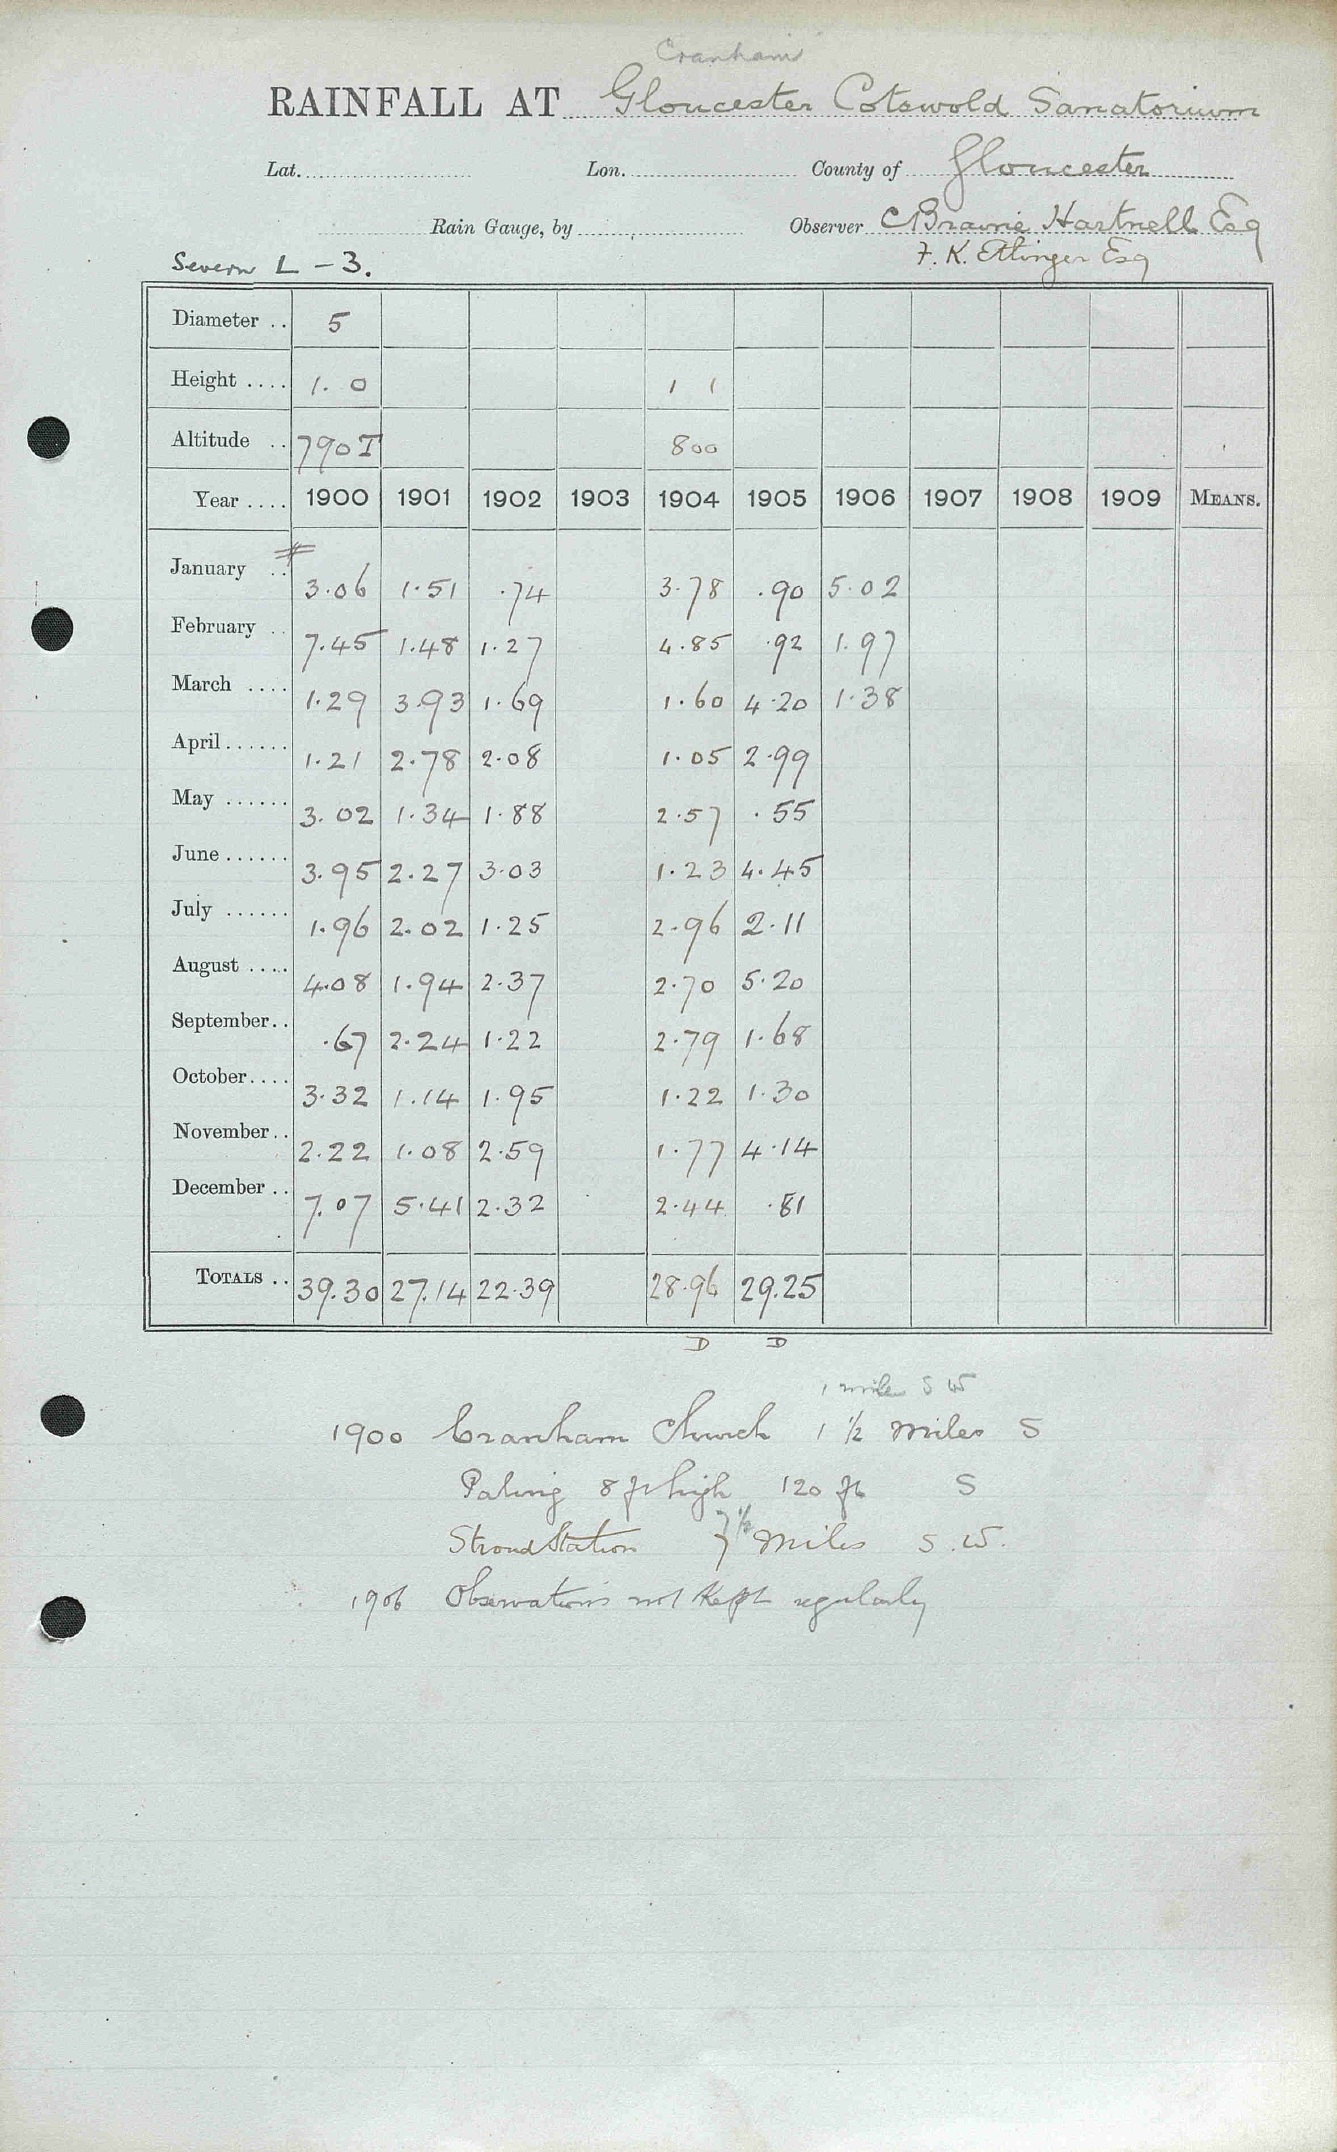 Cranham
RAINFALL AT Gloucester Cotswold Sanatorium
Lat. Lon. County of Gloucester
Rain Gauge, by Observer C Braine Hartnell Esq
Severn L - 3. F. K. Etlinger Esq
Diameter .. 5
Height .... 1. 0 1 1
Altitude .. 790T 800
Year .... 1900 1901 1902 1903 1904 1905 1906 1907 1908 1909 MEANS.
January .. 3.06 1.51 .74 3.78 .90 5.02
February .. 7.45 1.48 1.27 4.85 .92 1.97
March .... 1.29 3.93 1.69 1.60 4.20 1.38
April ...... 1.21 2.78 2.08 1.05 2.99
May ...... 3.02 1.34 1.88 2.57 .55
June ...... 3.95 2.27 3.03 1.23 4.45
July ...... 1.96 2.02 1.25 2.96 2.11
August .... 4.08 1.94 2.37 2.70 5.20
September.. .67 2.24 1.22 2.79 1.68
October.... 3.32 1.14 1.95 1.22 1.30
November.. 2.22 1.08 2.59 1.77 4.14
December .. 7.07 5.41 2.32 2.44 .81
TOTALS .. 39.30 27.14 22.39 28.96 29.25
D D
1 mile S W
1900 Cranham Church 1 1/2 miles S
Paling 8 ft high 120 ft S
Stroud Station 7 1/2 miles S.W.
1906 Observations not kept regularly